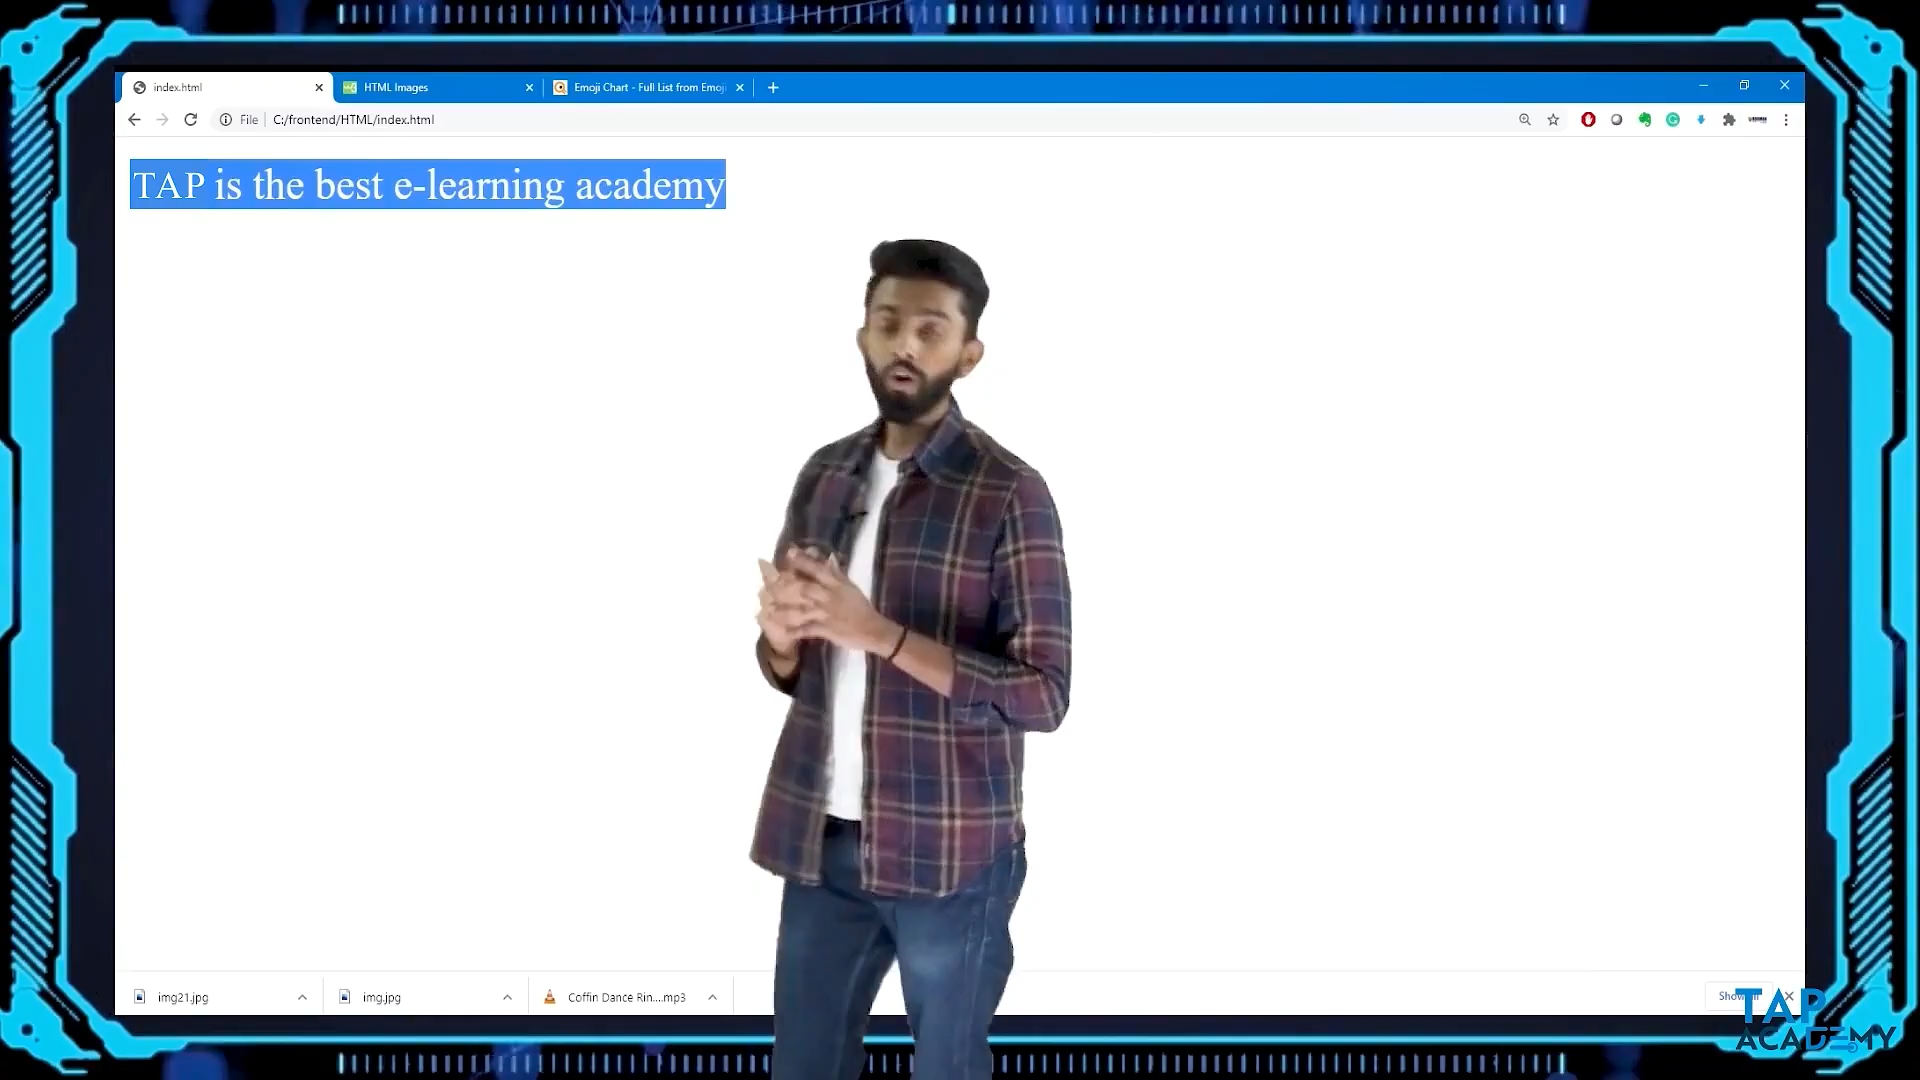 index.html
HTML Images
Emoji Chart - Full List from Emoji
File
C:/frontend/HTML/index.html
TAP is the best e-learning academy
img21.jpg
img.jpg
Coffin Dance Rin....mp3
TAP
ACADEMY